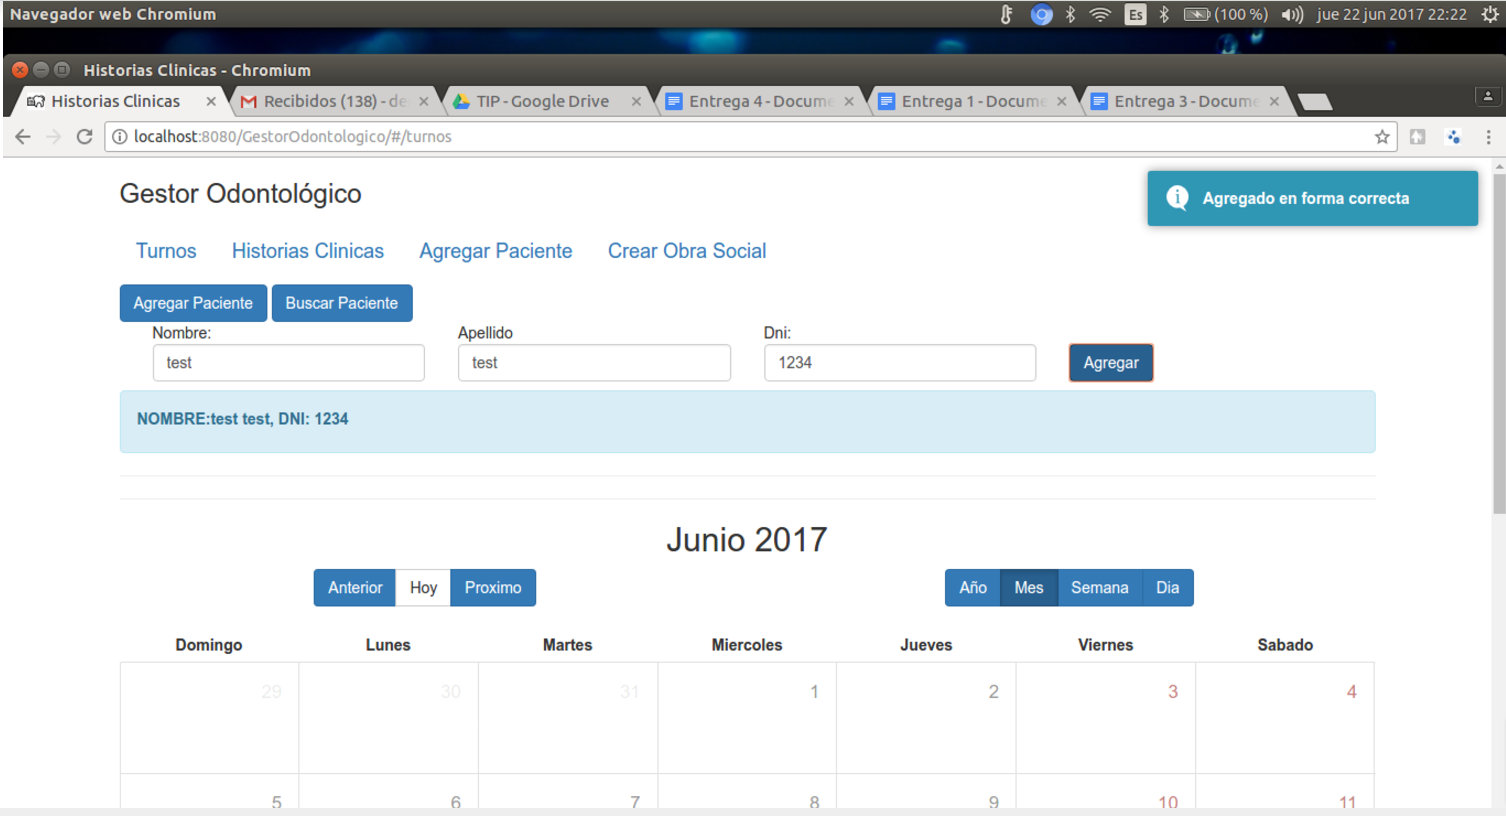 Navegador web Chromium
Es (100 %) jue 22 jun 2017 22:22
Historias Clinicas - Chromium
Historias Clinicas × Recibidos (138) - de × TIP - Google Drive × Entrega 4 - Docume × Entrega 1 - Docume × Entrega 3 - Docume ×
localhost:8080/GestorOdontologico/#/turnos
Gestor Odontológico
Agregado en forma correcta
Turnos Historias Clinicas Agregar Paciente Crear Obra Social
Agregar Paciente Buscar Paciente
Nombre: Apellido Dni:
test test 1234 Agregar
NOMBRE:test test, DNI: 1234
Junio 2017
Anterior Hoy Proximo Año Mes Semana Dia
Domingo Lunes Martes Miercoles Jueves Viernes Sabado
29 30 31 1 2 3 4
5 6 7 8 9 10 11